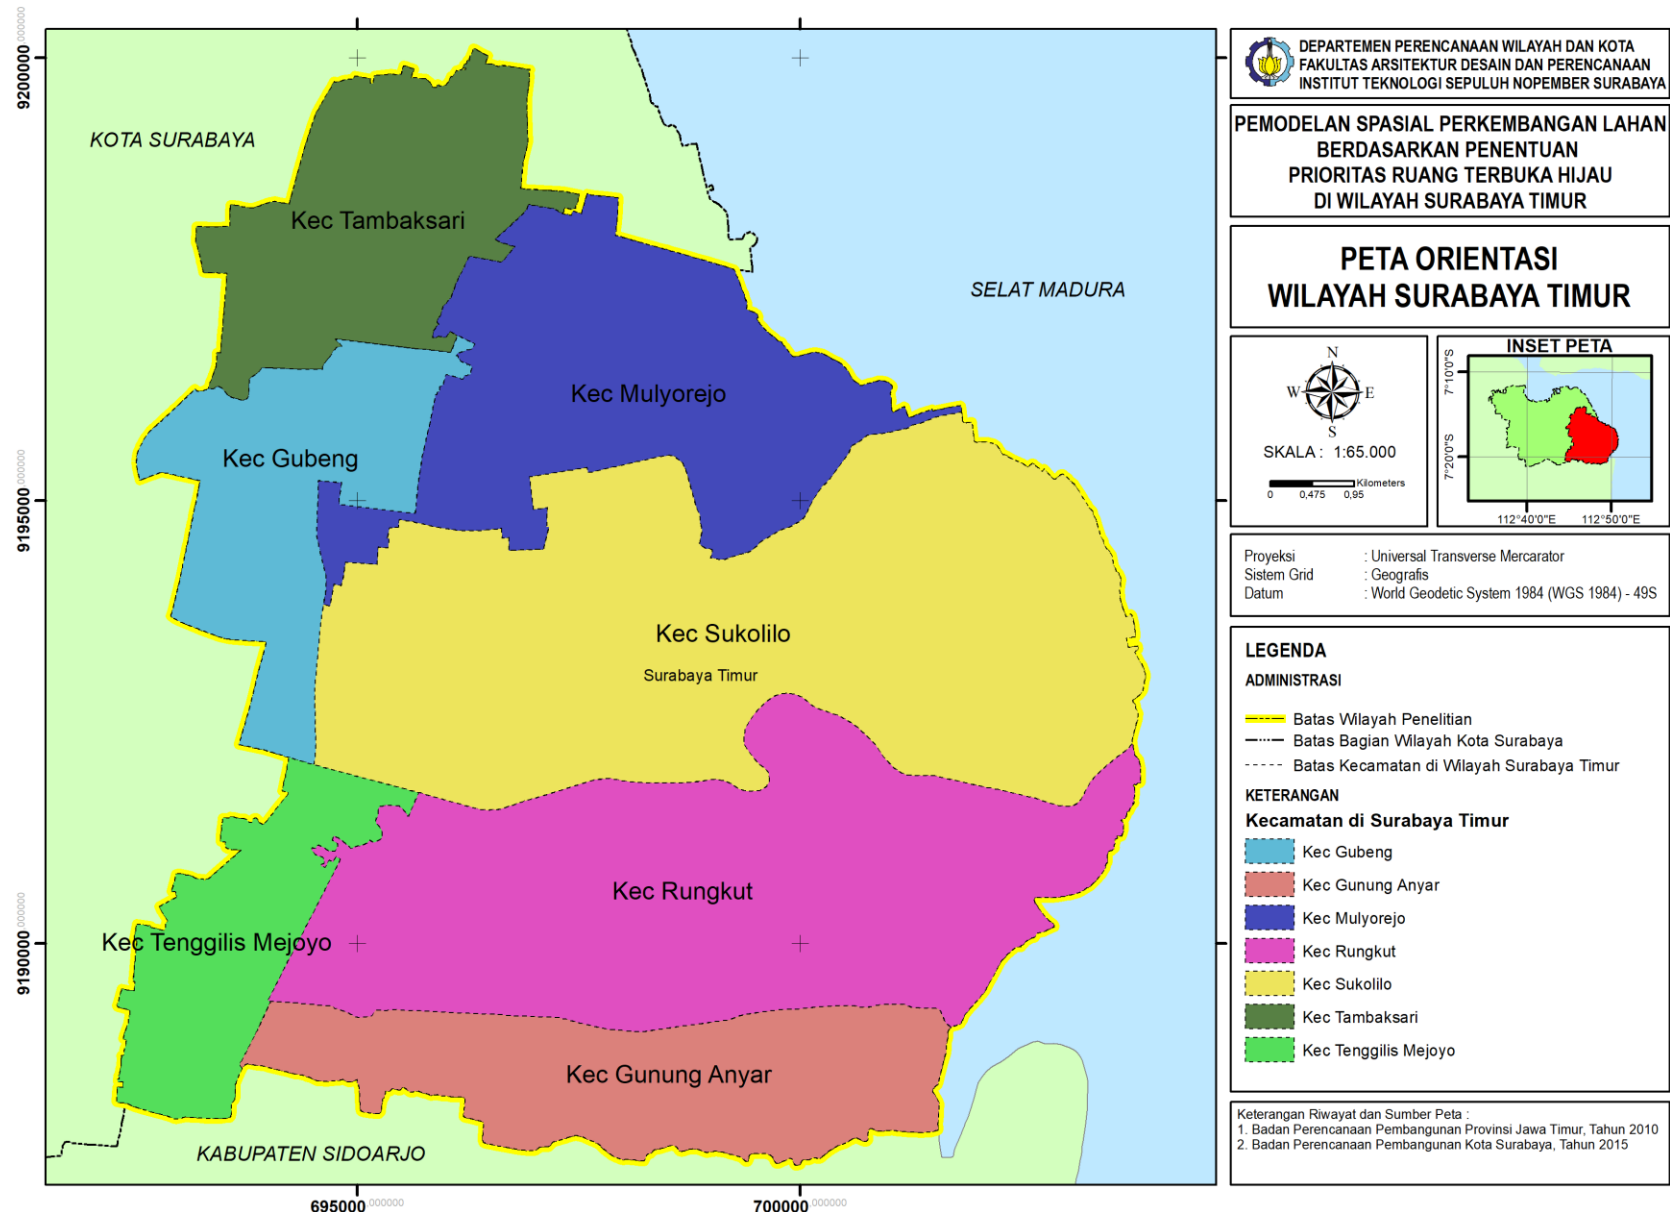 9200000.000000
9195000.000000
9190000.000000
695000.000000
700000.000000
KOTA SURABAYA
SELAT MADURA
KABUPATEN SIDOARJO
Kec Tambaksari
Kec Mulyorejo
Kec Gubeng
Kec Sukolilo
Surabaya Timur
Kec Rungkut
Kec Tenggilis Mejoyo
Kec Gunung Anyar
DEPARTEMEN PERENCANAAN WILAYAH DAN KOTA
FAKULTAS ARSITEKTUR DESAIN DAN PERENCANAAN
INSTITUT TEKNOLOGI SEPULUH NOPEMBER SURABAYA
PEMODELAN SPASIAL PERKEMBANGAN LAHAN
BERDASARKAN PENENTUAN
PRIORITAS RUANG TERBUKA HIJAU
DI WILAYAH SURABAYA TIMUR
PETA ORIENTASI
WILAYAH SURABAYA TIMUR
N
W E
S
SKALA : 1:65.000
Kilometers
0 0,475 0,95
INSET PETA
7°10'0"S
7°20'0"S
112°40'0"E 112°50'0"E
Proyeksi : Universal Transverse Mercarator
Sistem Grid : Geografis
Datum : World Geodetic System 1984 (WGS 1984) - 49S
LEGENDA
ADMINISTRASI
Batas Wilayah Penelitian
Batas Bagian Wilayah Kota Surabaya
Batas Kecamatan di Wilayah Surabaya Timur
KETERANGAN
Kecamatan di Surabaya Timur
Kec Gubeng
Kec Gunung Anyar
Kec Mulyorejo
Kec Rungkut
Kec Sukolilo
Kec Tambaksari
Kec Tenggilis Mejoyo
Keterangan Riwayat dan Sumber Peta :
1. Badan Perencanaan Pembangunan Provinsi Jawa Timur, Tahun 2010
2. Badan Perencanaan Pembangunan Kota Surabaya, Tahun 2015